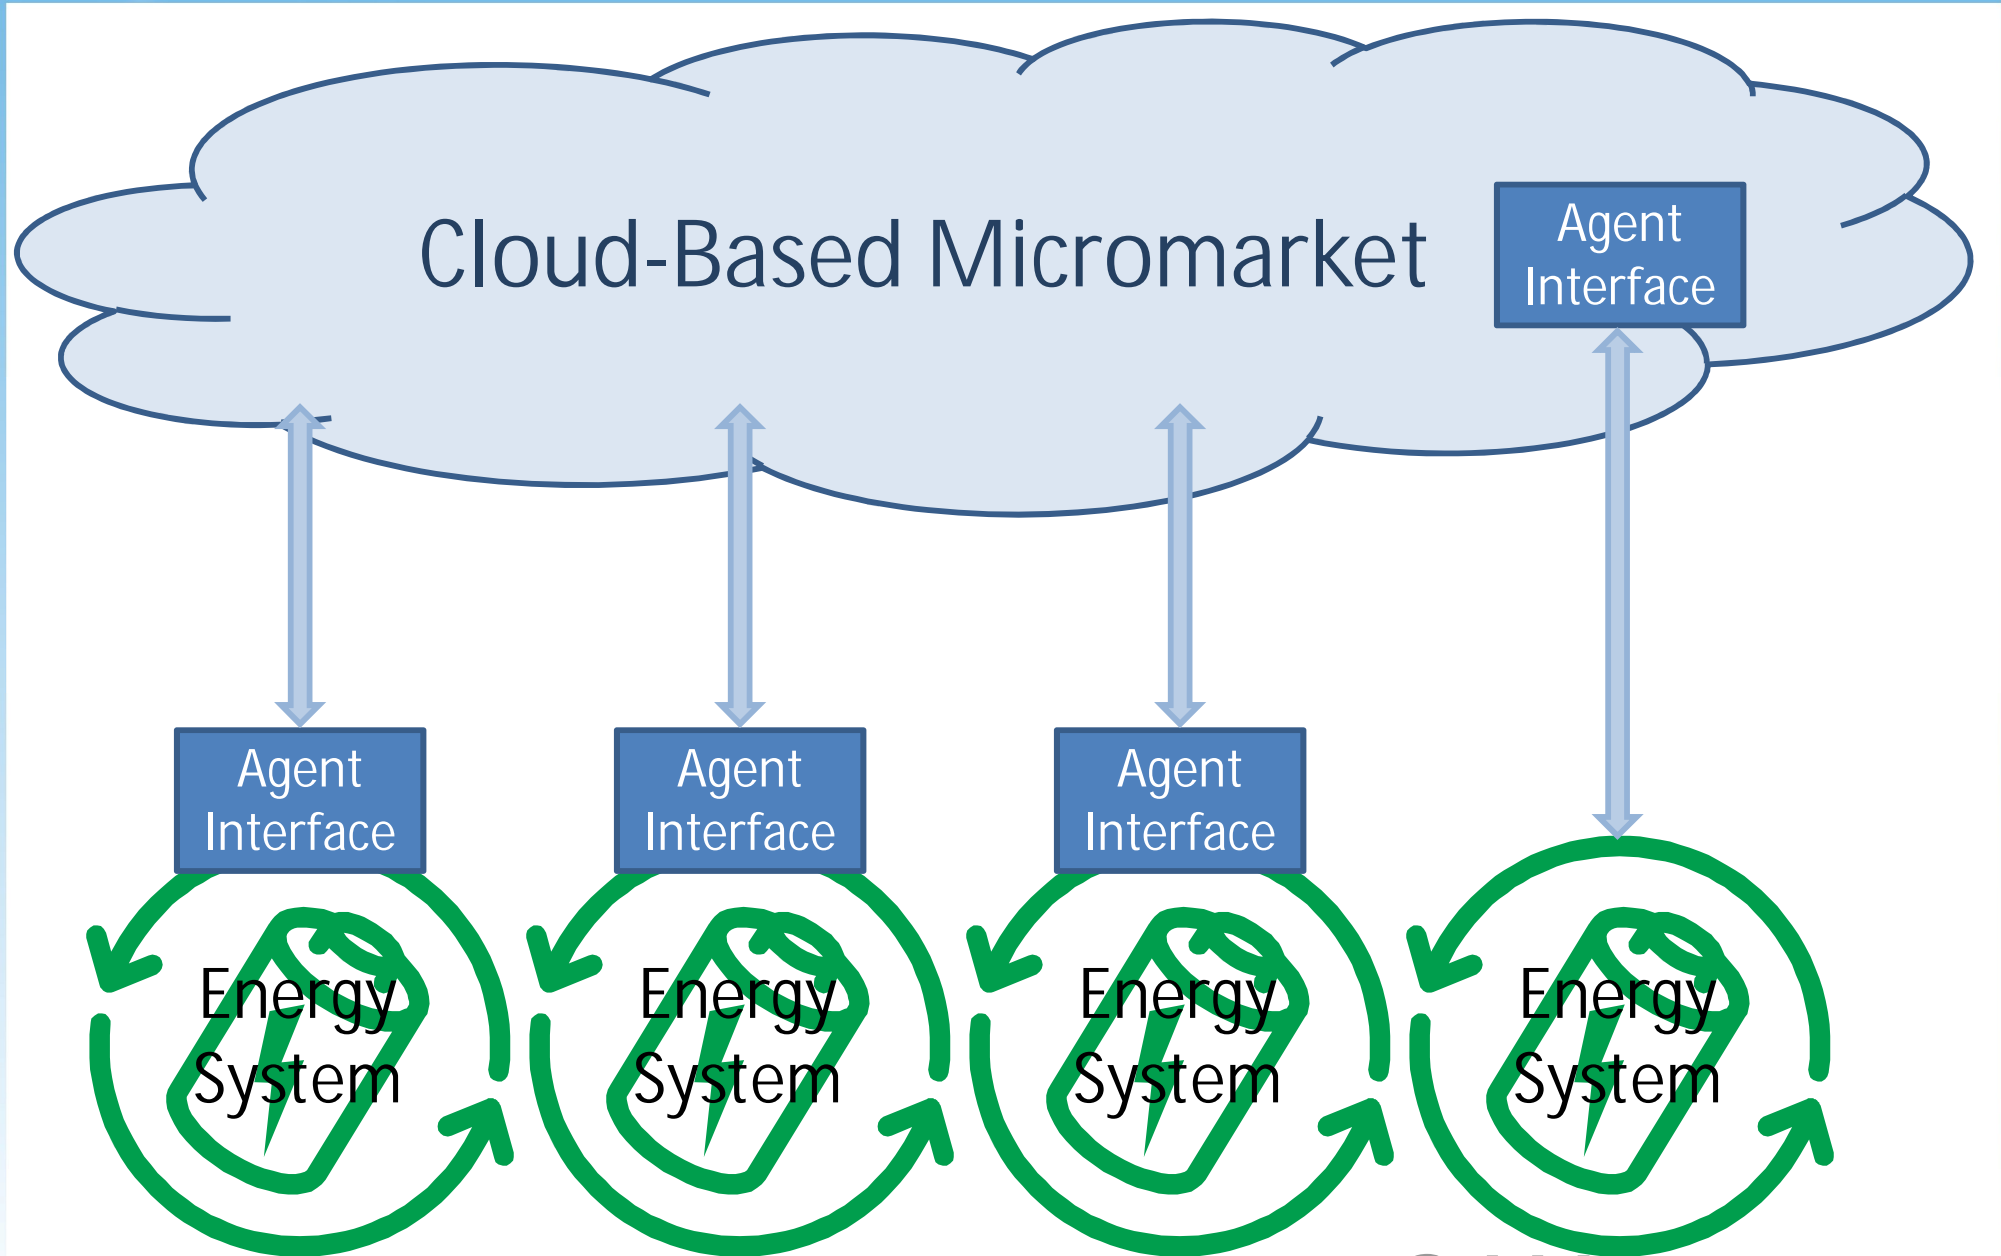 Cloud-Based Micromarket
Agent
Interface
Agent
Interface
Agent
Interface
Agent
Interface
Energy
System
Energy
System
Energy
System
Energy
System